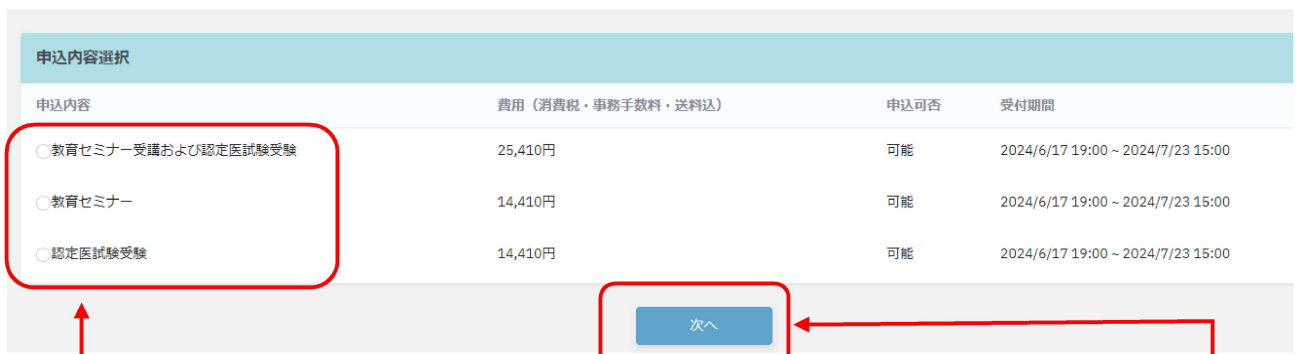 申込内容選択
申込内容 費用（消費税・事務手数料・送料込） 申込可否 受付期間
教育セミナー受講および認定医試験受験 25,410円 可能 2024/6/17 19:00 ~ 2024/7/23 15:00
教育セミナー 14,410円 可能 2024/6/17 19:00 ~ 2024/7/23 15:00
認定医試験受験 14,410円 可能 2024/6/17 19:00 ~ 2024/7/23 15:00
次へ